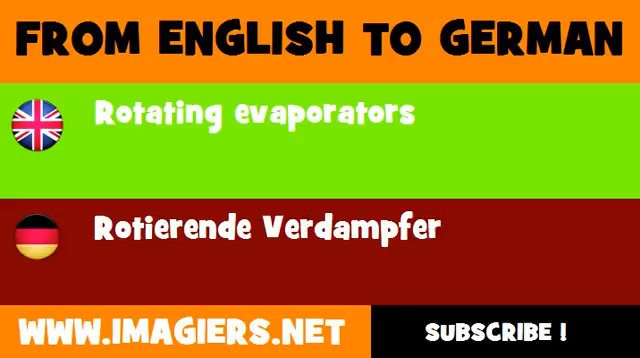 FROM ENGLISH TO GERMAN
Rotating evaporators
Rotierende Verdampfer
WWW.IMAGIERS.NET
SUBSCRIBE !